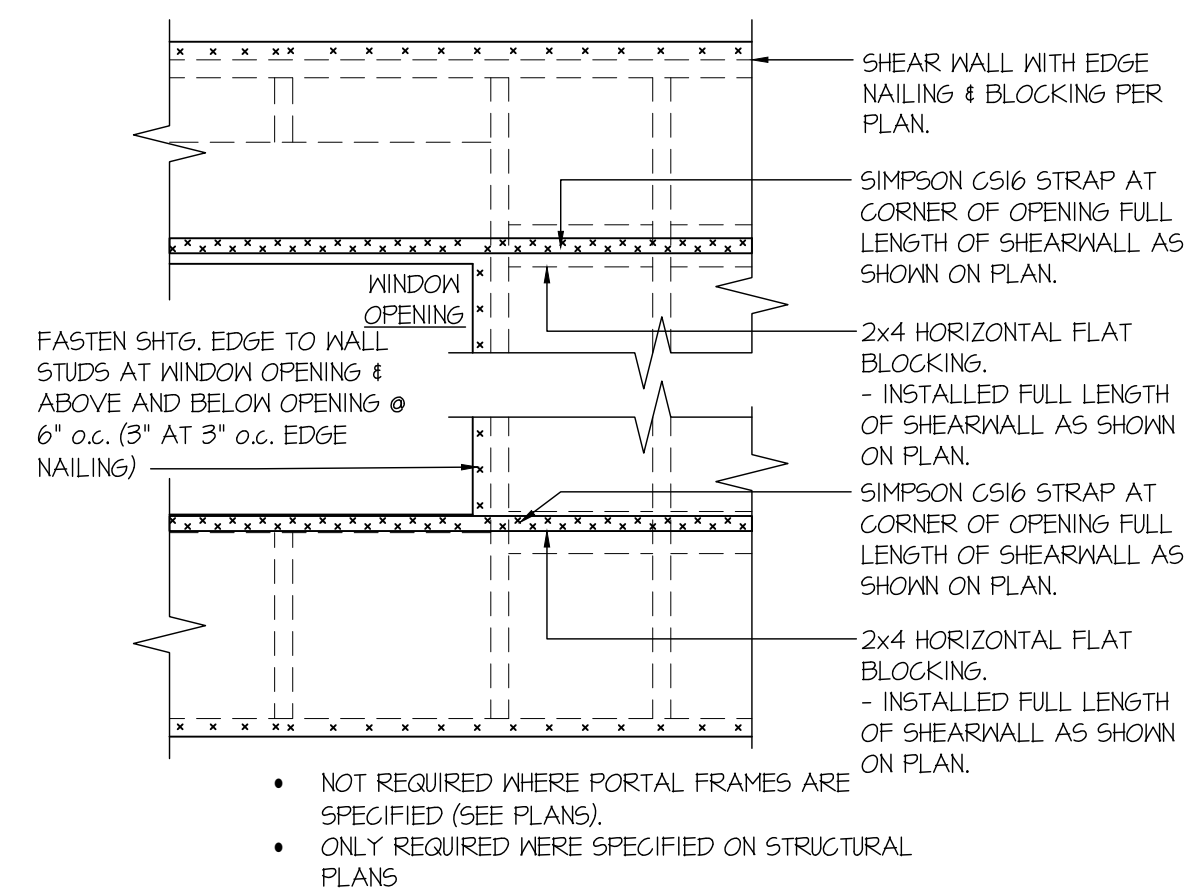 SHEAR WALL WITH EDGE
NAILING & BLOCKING PER
PLAN.
SIMPSON CS16 STRAP AT
CORNER OF OPENING FULL
LENGTH OF SHEARWALL AS
SHOWN ON PLAN.
WINDOW
OPENING
FASTEN SHTG. EDGE TO WALL
STUDS AT WINDOW OPENING &
ABOVE AND BELOW OPENING @
6" o.c. (3" AT 3" o.c. EDGE
NAILING)
2x4 HORIZONTAL FLAT
BLOCKING.
- INSTALLED FULL LENGTH
OF SHEARWALL AS SHOWN
ON PLAN.
SIMPSON CS16 STRAP AT
CORNER OF OPENING FULL
LENGTH OF SHEARWALL AS
SHOWN ON PLAN.
2x4 HORIZONTAL FLAT
BLOCKING.
- INSTALLED FULL LENGTH
OF SHEARWALL AS SHOWN
ON PLAN.
• NOT REQUIRED WHERE PORTAL FRAMES ARE
SPECIFIED (SEE PLANS).
• ONLY REQUIRED WERE SPECIFIED ON STRUCTURAL
PLANS